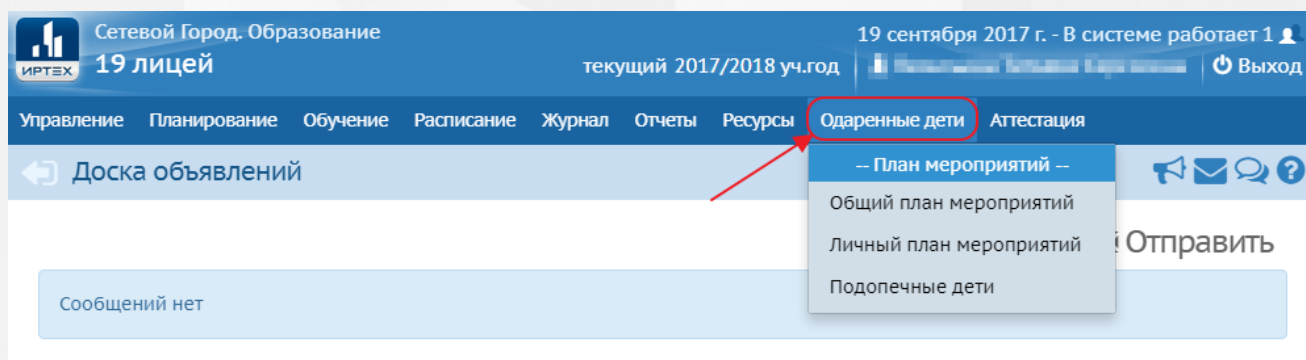 Сетевой Город. Образование
19 сентября 2017 г. - В системе работает 1
ИРТЕХ
19 лицей
текущий 2017/2018 уч.год
Выход
Управление Планирование Обучение Расписание Журнал Отчеты Ресурсы Одаренные дети Аттестация
Доска объявлений
-- План мероприятий --
Общий план мероприятий
Личный план мероприятий
Отправить
Подопечные дети
Сообщений нет